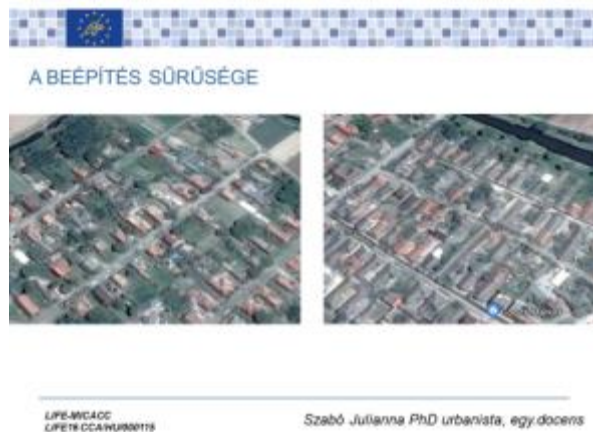 A BEÉPÍTÉS SŰRŰSÉGE
LIFE-MICACC
LIFE16 CCA/HU/000115
Szabó Julianna PhD urbanista, egy.docens